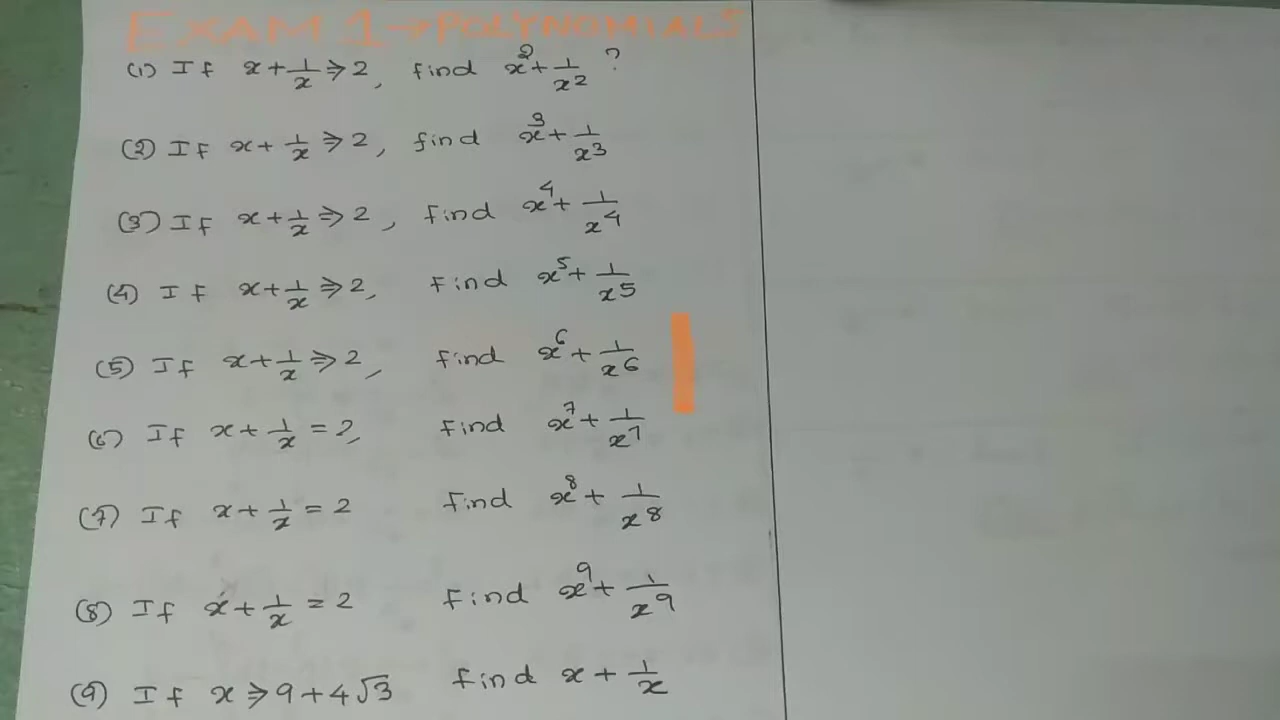 EXAM 1 → POLYNOMIALS
(1) If x + 1/x ⩾ 2, find x² + 1/x² ?
(2) If x + 1/x ⩾ 2, find x³ + 1/x³
(3) If x + 1/x ⩾ 2, find x⁴ + 1/x⁴
(4) If x + 1/x ⩾ 2, find x⁵ + 1/x⁵
(5) If x + 1/x ⩾ 2, find x⁶ + 1/x⁶
(6) If x + 1/x = 2, find x⁷ + 1/x⁷
(7) If x + 1/x = 2 find x⁸ + 1/x⁸
(8) If x + 1/x = 2 find x⁹ + 1/x⁹
(9) If x ⩾ 9 + 4√3 find x + 1/x